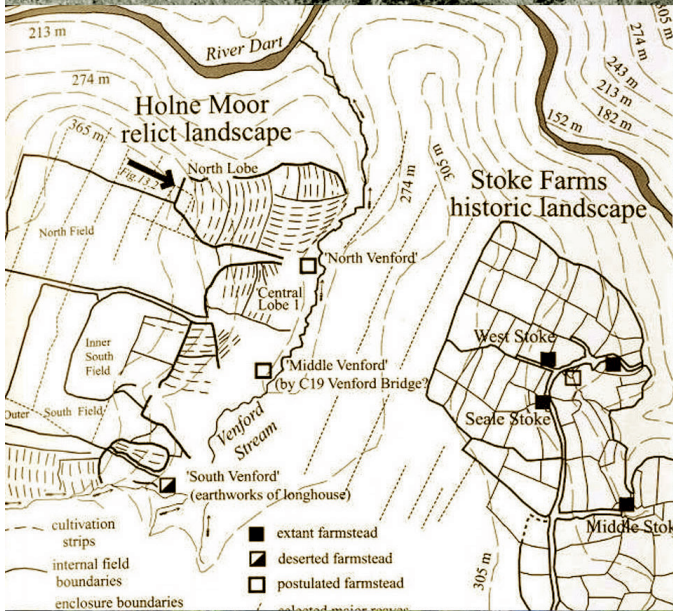 213 m
274 m
365 m
River Dart
305 m
274 m
243 m
213 m
182 m
152 m
Holne Moor
relict landscape
Fig.13.2
North Lobe
274 m
305 m
Stoke Farms
historic landscape
North Field
'North Venford'
'Central
Lobe 1
West Stoke
Inner
South
Field
'Middle Venford'
(by C19 Venford Bridge?
Outer South Field
Seale Stoke
Venford
Stream
'South Venford'
(earthworks of longhouse)
Middle Stok
cultivation
strips
internal field
boundaries
enclosure boundaries
extant farmstead
deserted farmstead
postulated farmstead
selected major reaves
305 m